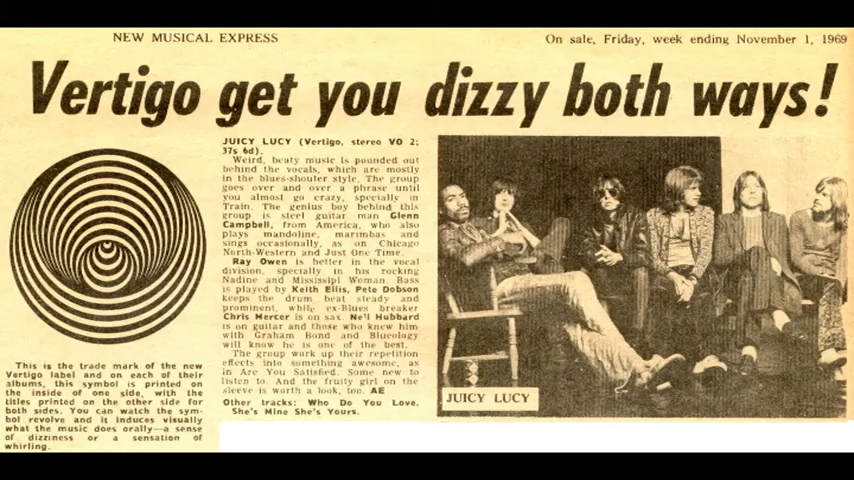 NEW MUSICAL EXPRESS
On sale, Friday, week ending November 1, 1969
Vertigo get you dizzy both ways!
JUICY LUCY (Vertigo, stereo VO 2;
37s 6d).
Weird, beaty music is pounded out
behind the vocals, which are mostly
in the blues-shouter style. The group
goes over and over a phrase until
you almost go crazy, specially in
Train. The genius boy behind this
group is steel guitar man Glenn
Campbell, from America, who also
plays mandoline, marimbas and
sings occasionally, as on Chicago
North-Western and Just One Time.
Ray Owen is better in the vocal
division, specially in his rocking
Nadine and Mississipi Woman. Bass
is played by Keith Ellis, Pete Dobson
keeps the drum beat steady and
prominent, while ex-Blues breaker
Chris Mercer is on sax. Neil Hubbard
is on guitar and those who knew him
with Graham Bond and Bluecology
will know he is one of the best.
The group work up their repetition
effects into something awesome, as
in Are You Satisfied. Some new to
listen to. And the fruity girl on the
sleeve is worth a look, too. AE
Other tracks: Who Do You Love,
She's Mine She's Yours.
This is the trade mark of the new
Vertigo label and on each of their
albums, this symbol is printed on
the inside of one side, with the
titles printed on the other side for
both sides. You can watch the sym-
bol revolve and it induces visually
what the music does orally—a sense
of dizziness or a sensation of
whirling.
JUICY LUCY